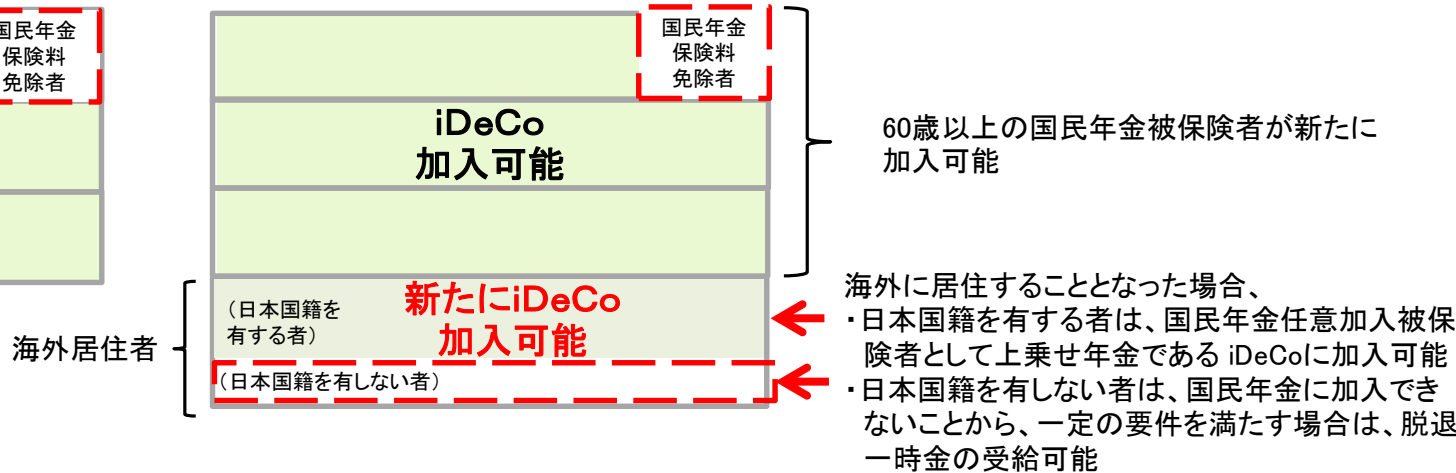 国民年金
保険料
免除者
国民年金
保険料
免除者
iDeCo
加入可能
60歳以上の国民年金被保険者が新たに
加入可能
海外居住者
(日本国籍を
有する者)
新たにiDeCo
加入可能
(日本国籍を有しない者)
海外に居住することとなった場合、
・日本国籍を有する者は、国民年金任意加入被保
険者として上乗せ年金である iDeCoに加入可能
・日本国籍を有しない者は、国民年金に加入でき
ないことから、一定の要件を満たす場合は、脱退
一時金の受給可能